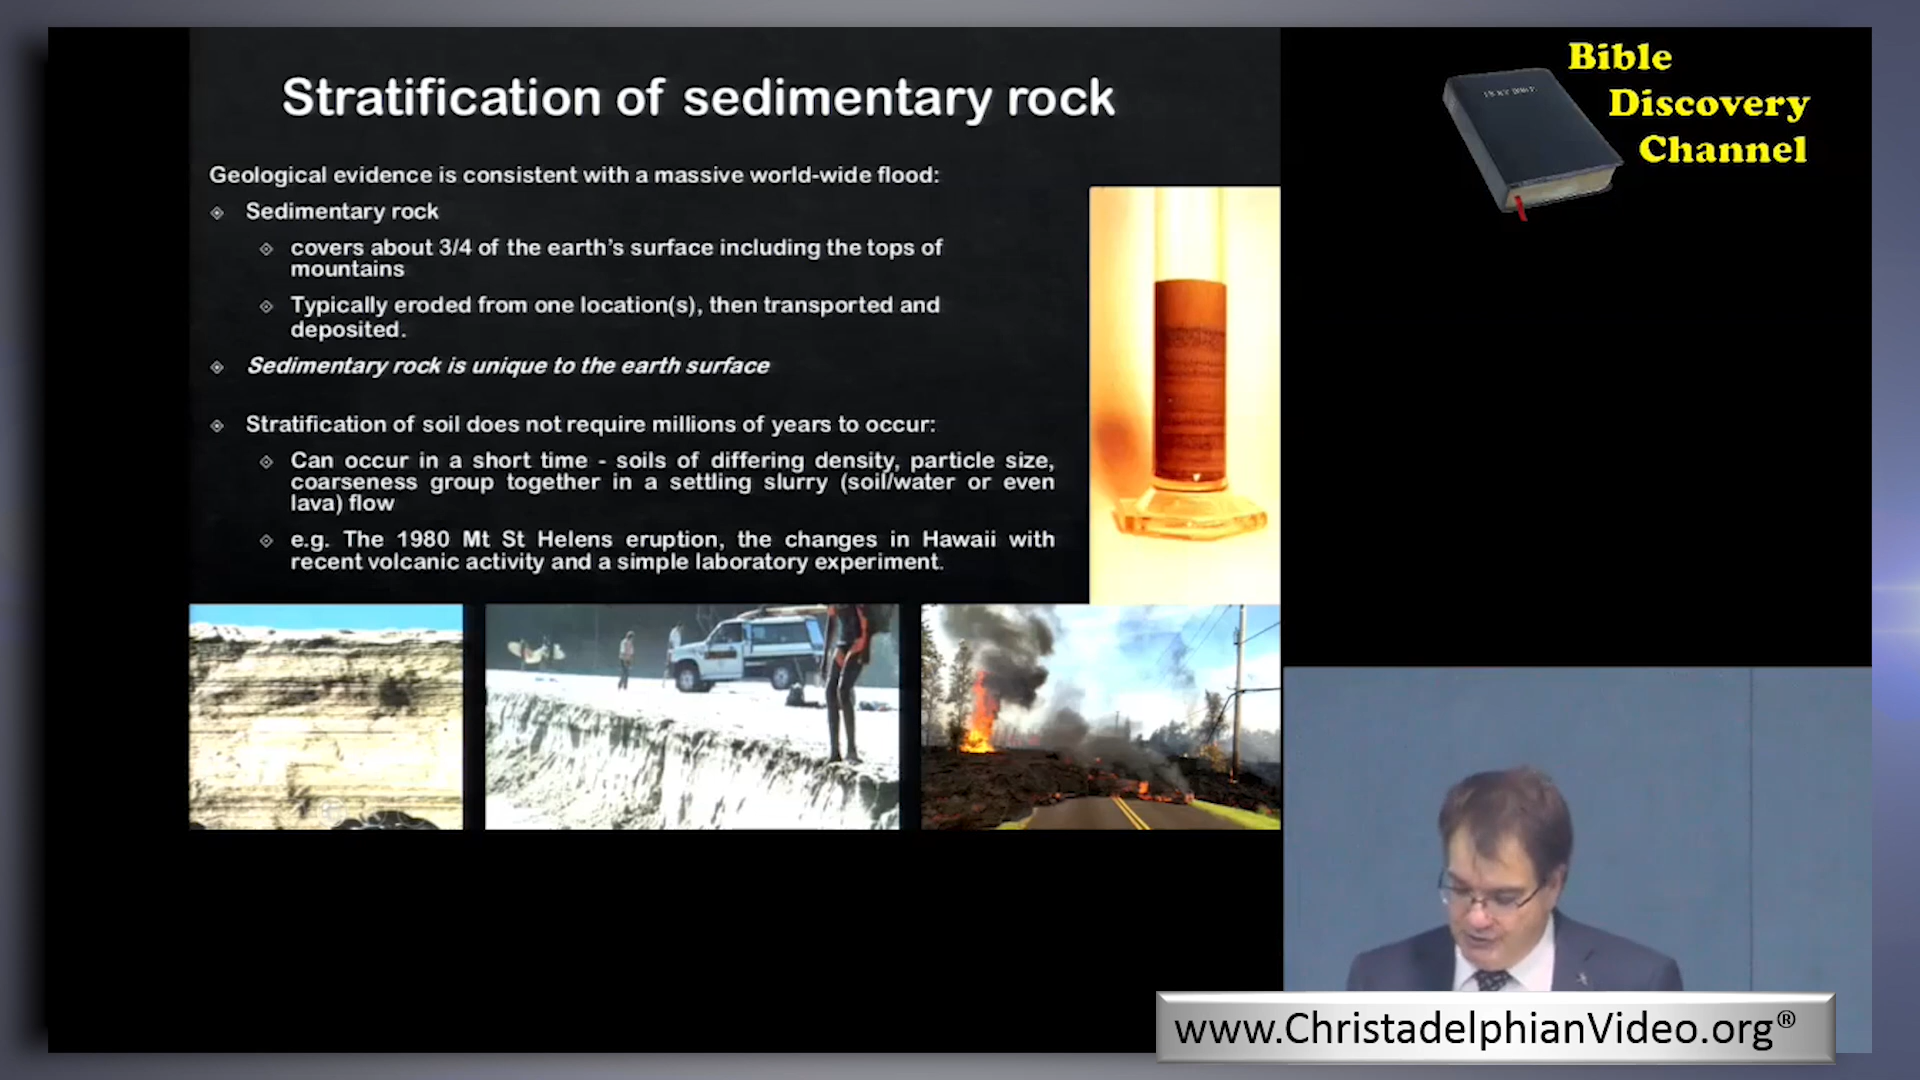 Stratification of sedimentary rock
Geological evidence is consistent with a massive world-wide flood:
Sedimentary rock
covers about 3/4 of the earth's surface including the tops of
mountains
Typically eroded from one location(s), then transported and
deposited.
Sedimentary rock is unique to the earth surface
Stratification of soil does not require millions of years to occur:
Can occur in a short time - soils of differing density, particle size,
coarseness group together in a settling slurry (soil/water or even
lava) flow
e.g. The 1980 Mt St Helens eruption, the changes in Hawaii with
recent volcanic activity and a simple laboratory experiment.
Bible
Discovery
Channel
HOLY BIBLE
www.ChristadelphianVideo.org®